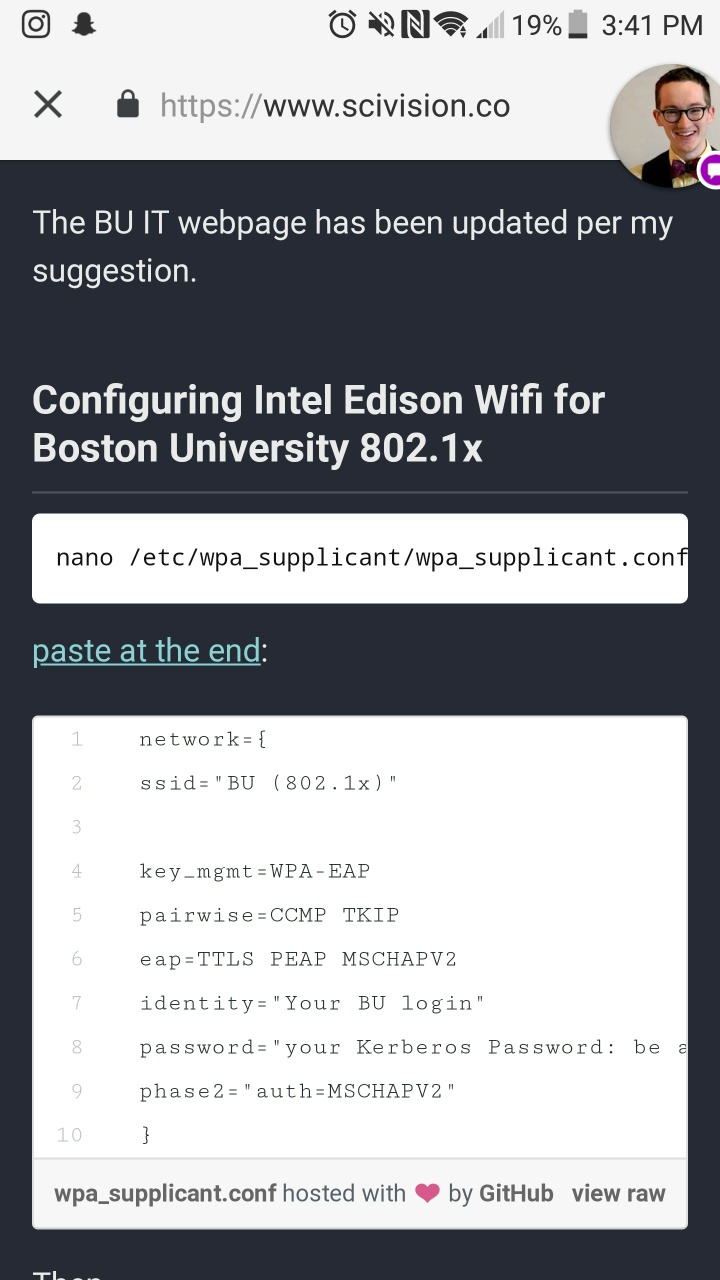 19% 3:41 PM
https://www.scivision.co
The BU IT webpage has been updated per my
suggestion.
Configuring Intel Edison Wifi for
Boston University 802.1x
nano /etc/wpa_supplicant/wpa_supplicant.conf
paste at the end:
1 network={
2 ssid="BU (802.1x)"
3
4 key_mgmt=WPA-EAP
5 pairwise=CCMP TKIP
6 eap=TTLS PEAP MSCHAPV2
7 identity="Your BU login"
8 password="your Kerberos Password: be a
9 phase2="auth=MSCHAPV2"
10 }
wpa_supplicant.conf hosted with ❤ by GitHub view raw